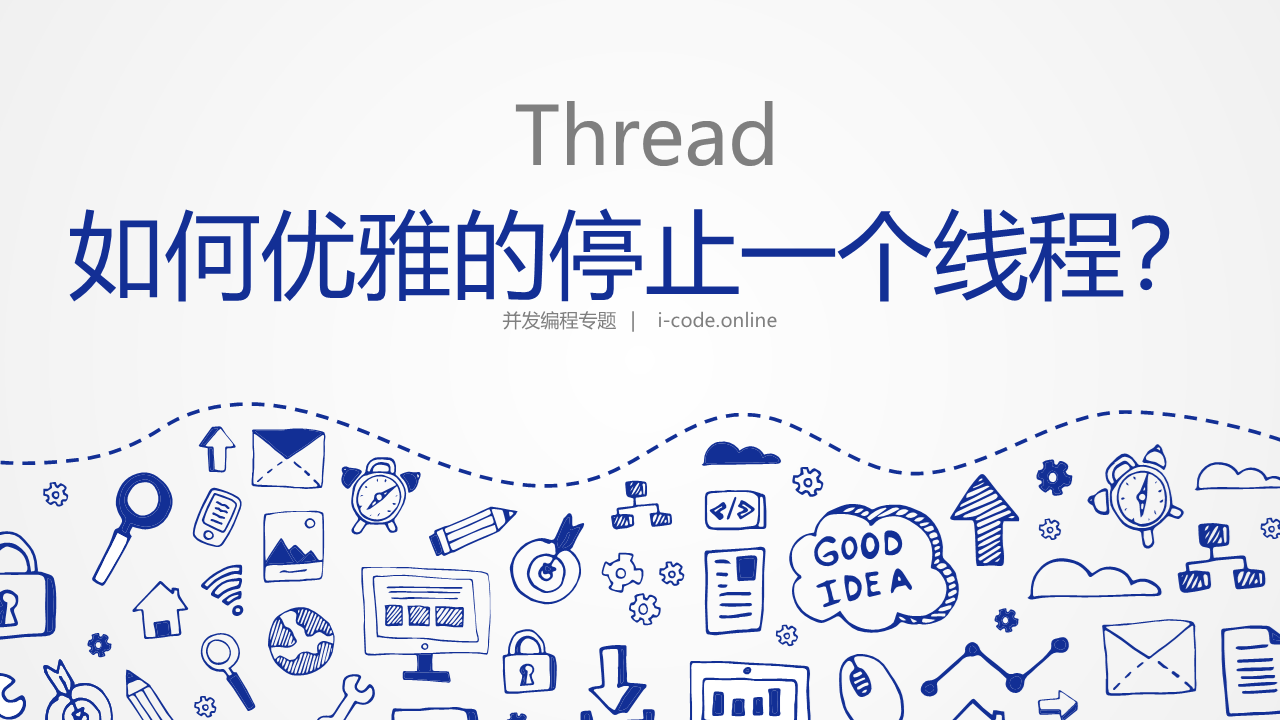 Thread
如何优雅的停止一个线程?
并发编程专题 | i-code.online
</>
GOOD
IDEA